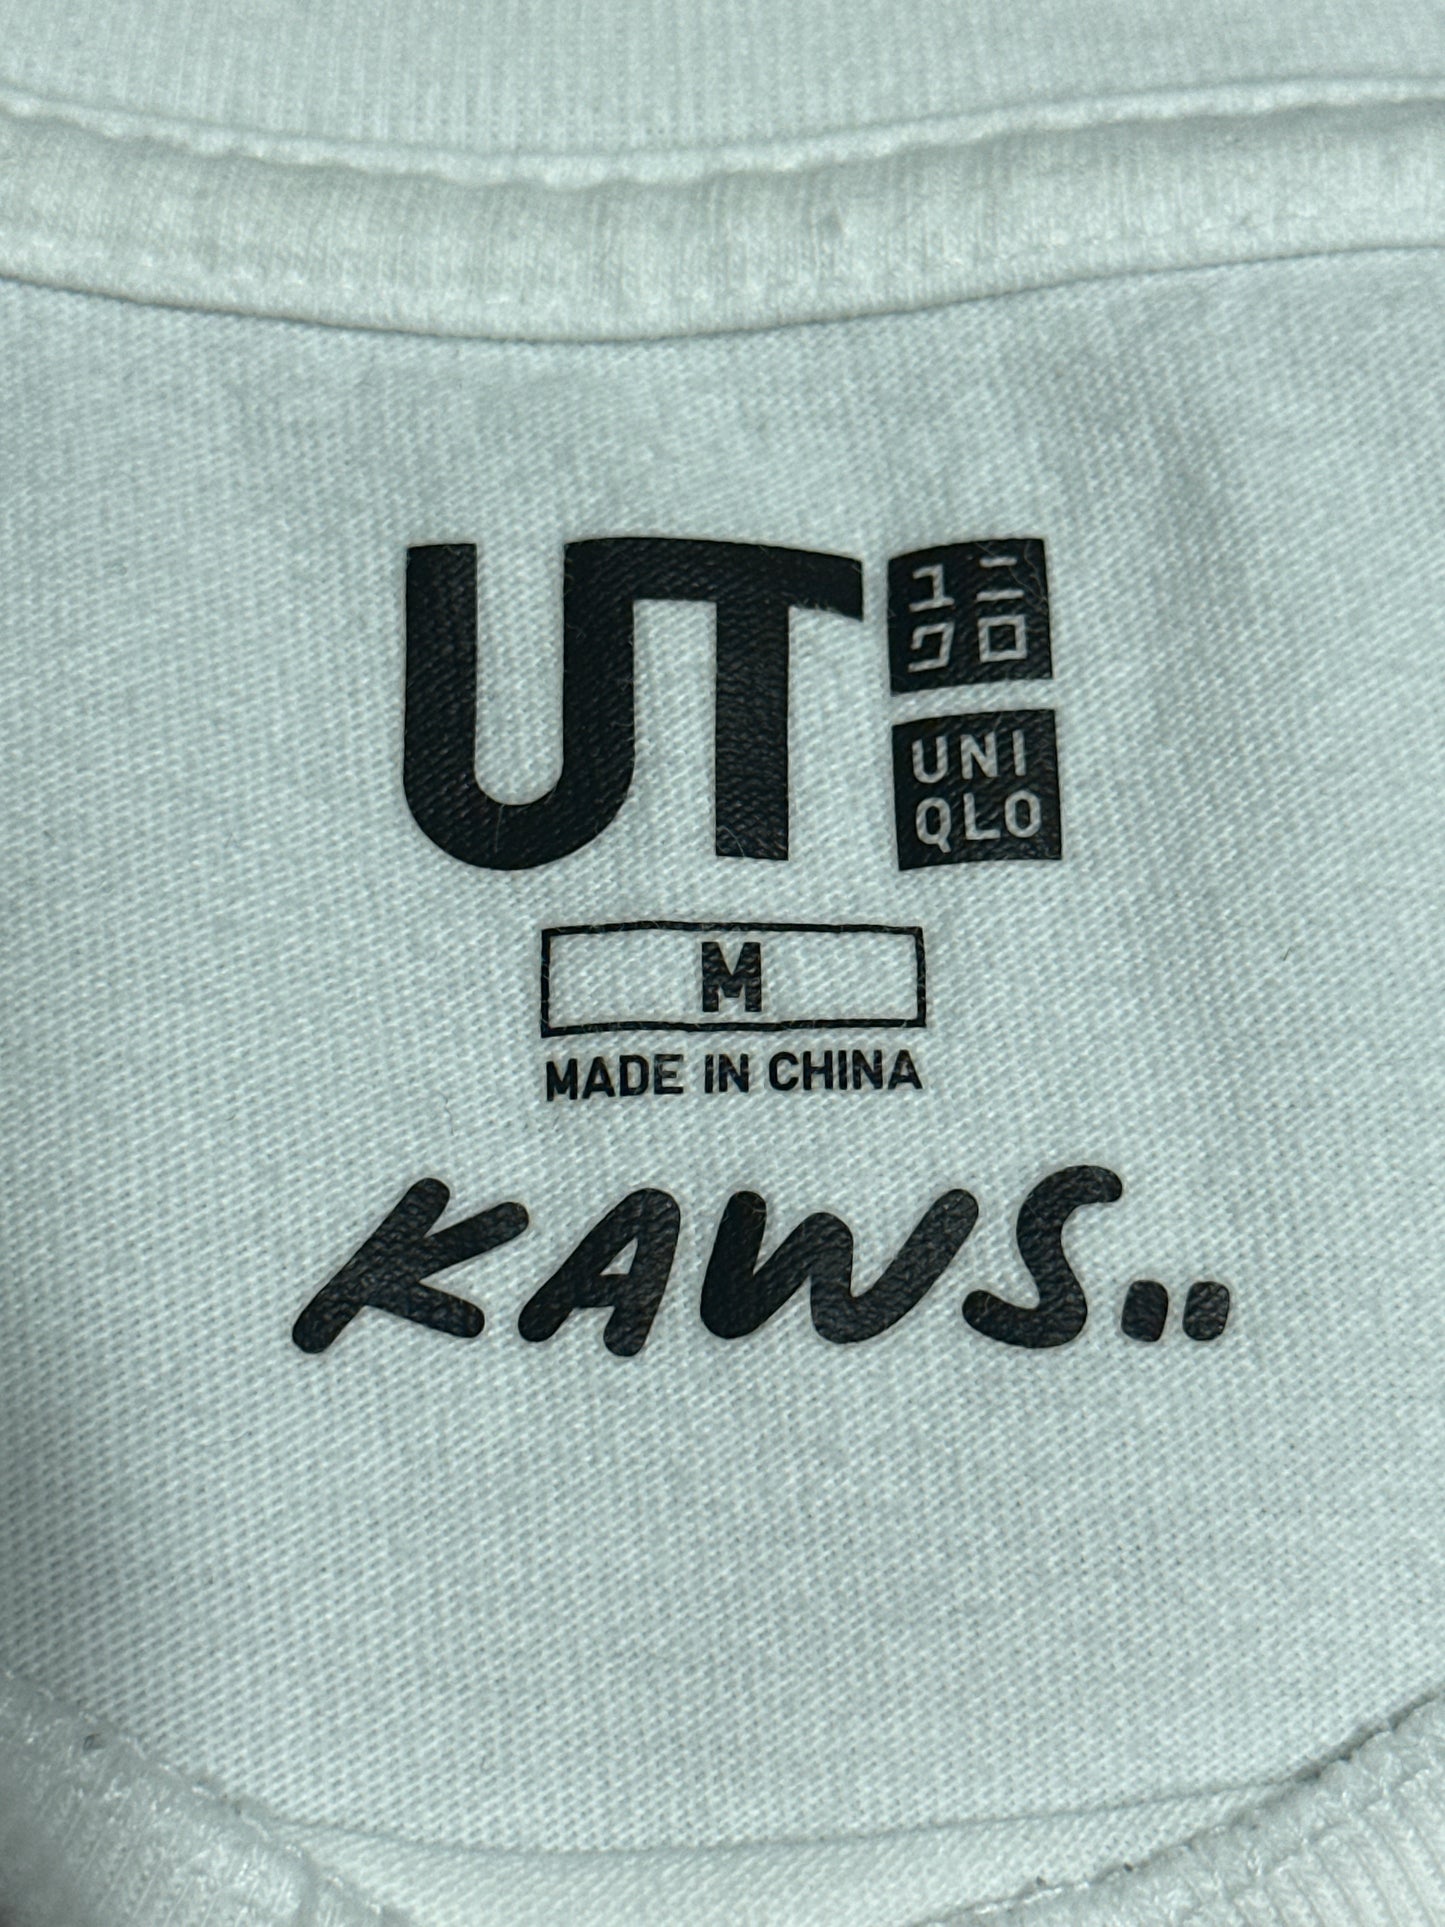 UT
ユニ
クロ
UNI
QLO
M
MADE IN CHINA
KAWS..